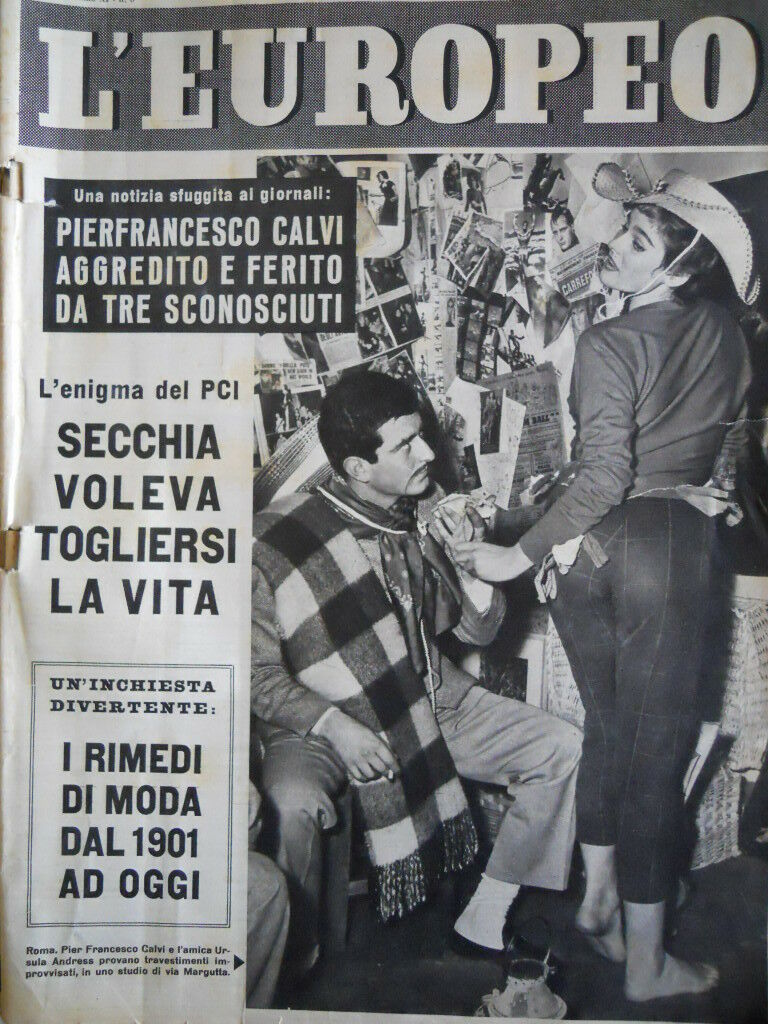 L'EUROPEO
Una notizia sfuggita ai giornali:
PIERFRANCESCO CALVI
AGGREDITO E FERITO
DA TRE SCONOSCIUTI
L'enigma del PCI
SECCHIA
VOLEVA
TOGLIERSI
LA VITA
UN'INCHIESTA
DIVERTENTE:
I RIMEDI
DI MODA
DAL 1901
AD OGGI
Roma. Pier Francesco Calvi e l'amica Ur-
sula Andress provano travestimenti im-
provvisati, in uno studio di via Margutta.